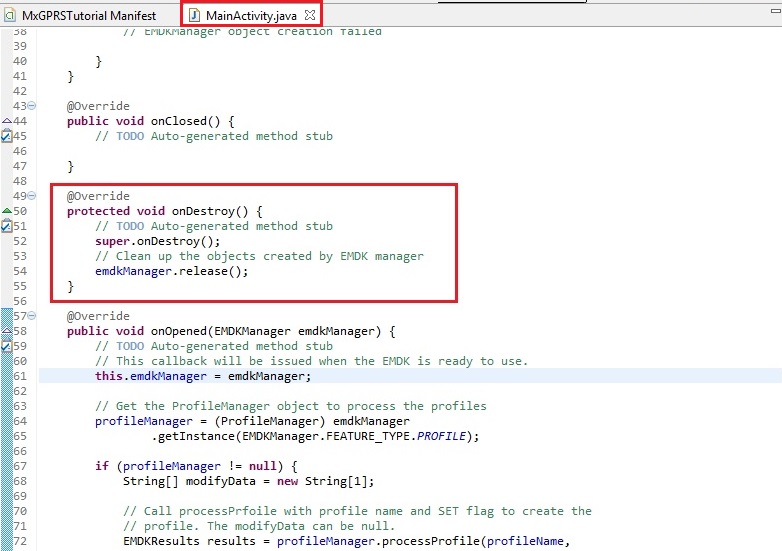 MxGPRSTutorial Manifest MainActivity.java
38 // EMDKManager object creation failed
39
40 }
41 }
42
43 @Override
44 public void onClosed() {
45 // TODO Auto-generated method stub
46
47 }
48
49 @Override
50 protected void onDestroy() {
51 // TODO Auto-generated method stub
52 super.onDestroy();
53 // Clean up the objects created by EMDK manager
54 emdkManager.release();
55 }
56
57 @Override
58 public void onOpened(EMDKManager emdkManager) {
59 // TODO Auto-generated method stub
60 // This callback will be issued when the EMDK is ready to use.
61 this.emdkManager = emdkManager;
62
63 // Get the ProfileManager object to process the profiles
64 profileManager = (ProfileManager) emdkManager
65 .getInstance(EMDKManager.FEATURE_TYPE.PROFILE);
66
67 if (profileManager != null) {
68 String[] modifyData = new String[1];
69
70 // Call processPrfoile with profile name and SET flag to create the
71 // profile. The modifyData can be null.
72 EMDKResults results = profileManager.processProfile(profileName,